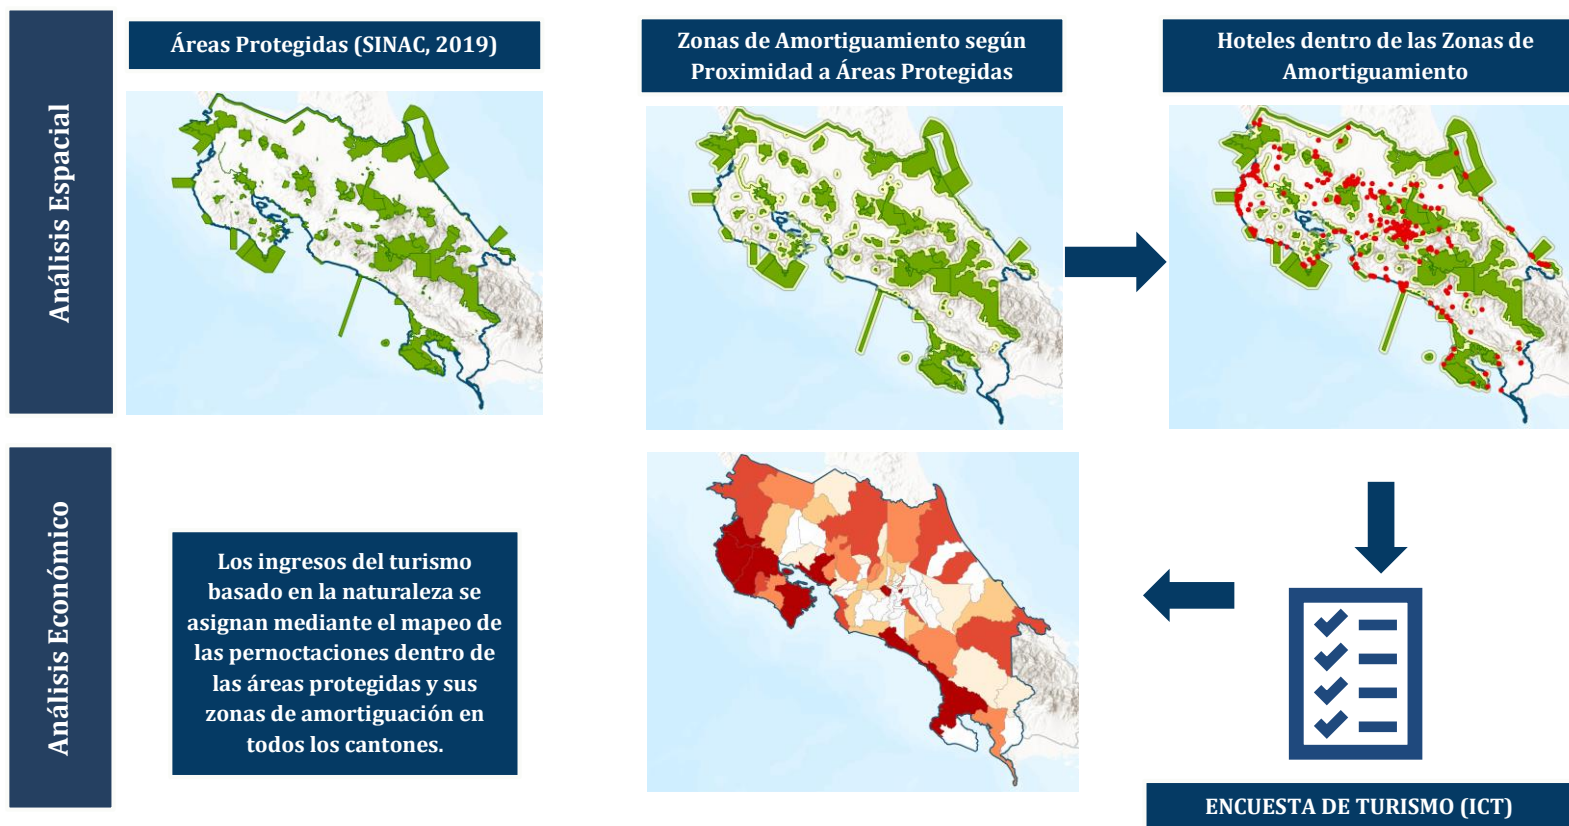 Análisis Espacial
Áreas Protegidas (SINAC, 2019)
Zonas de Amortiguamiento según
Proximidad a Áreas Protegidas
Hoteles dentro de las Zonas de
Amortiguamiento
Análisis Económico
Los ingresos del turismo
basado en la naturaleza se
asignan mediante el mapeo de
las pernoctaciones dentro de
las áreas protegidas y sus
zonas de amortiguación en
todos los cantones.
ENCUESTA DE TURISMO (ICT)